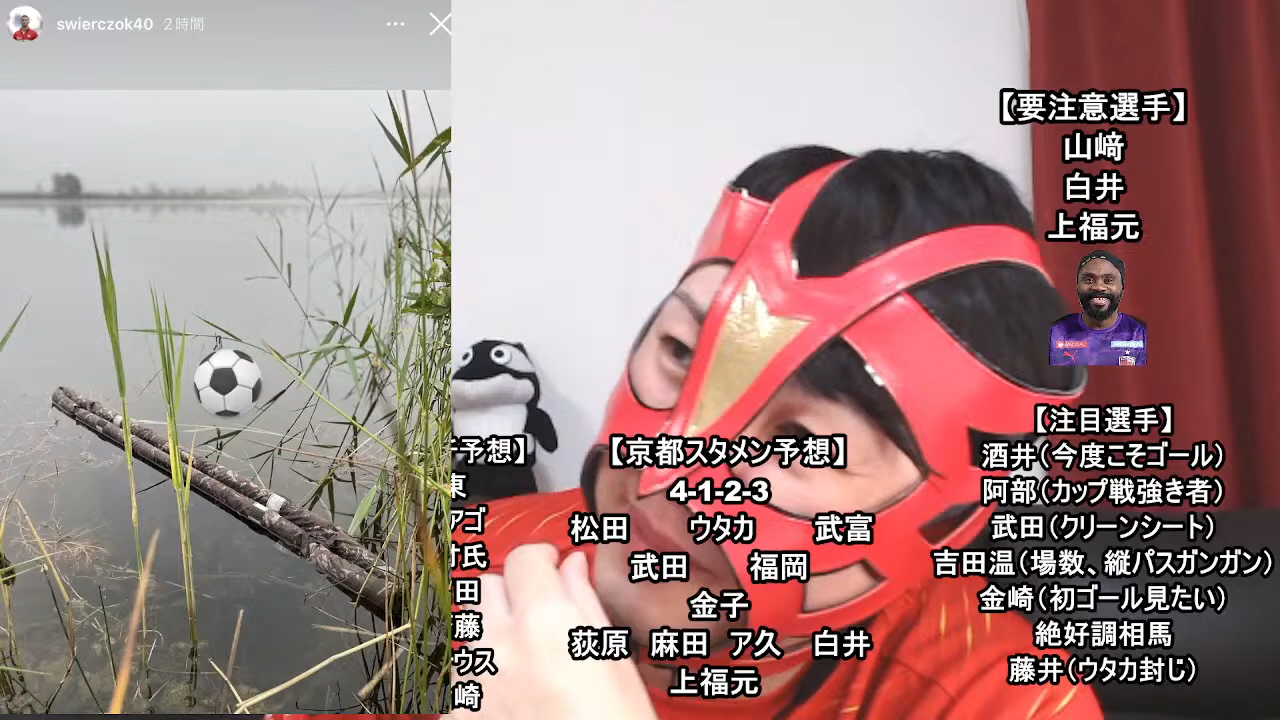 swierczok40 2時間
【要注意選手】
山﨑
白井
上福元
予想】
東
アゴ
寸氏
田
藤
ウス
崎
【京都スタメン予想】
4-1-2-3
松田 ウタカ 武富
武田 福岡
金子
荻原 麻田 ア久 白井
上福元
【注目選手】
酒井（今度こそゴール）
阿部（カップ戦強き者）
武田（クリーンシート）
吉田温（場数、縦パスガンガン）
金崎（初ゴール見たい）
絶好調相馬
藤井（ウタカ封じ）